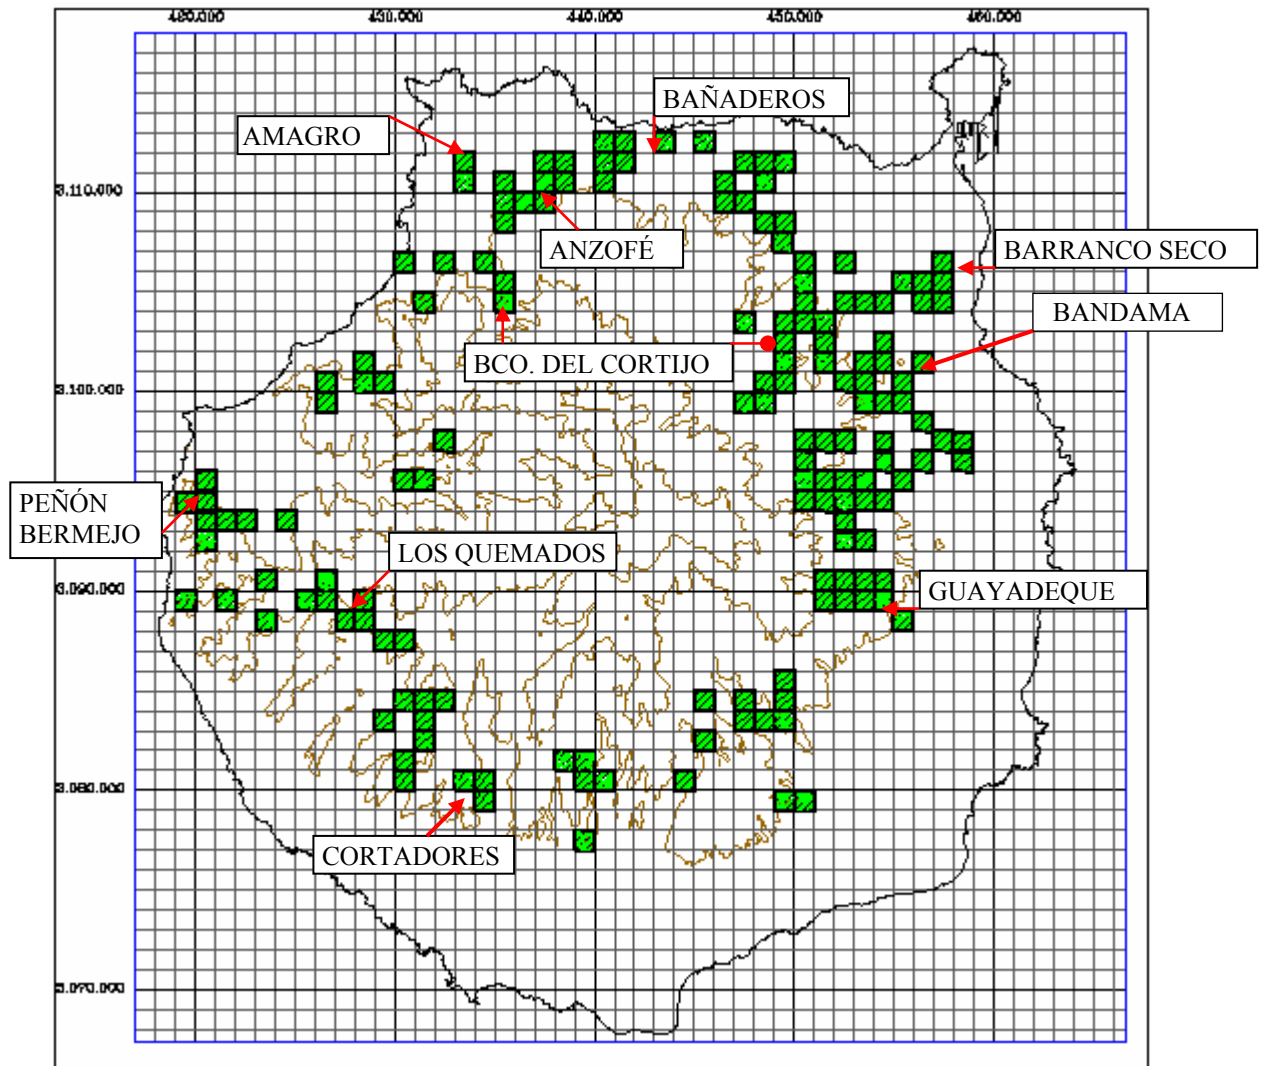 420.000 430.000 440.000 450.000 460.000
BAÑADEROS
AMAGRO
3.110.000
ANZOFÉ
BARRANCO SECO
BANDAMA
BCO. DEL CORTIJO
3.100.000
PEÑÓN
BERMEJO
LOS QUEMADOS
3.090.000
GUAYADEQUE
3.080.000
CORTADORES
3.070.000